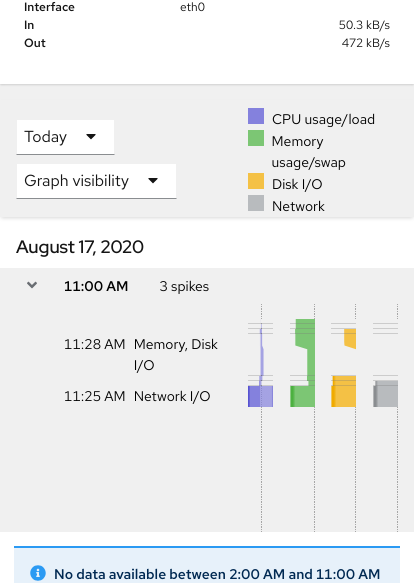 Interface eth0
In 50.3 kB/s
Out 472 kB/s
Today
Graph visibility
CPU usage/load
Memory
usage/swap
Disk I/O
Network
August 17, 2020
11:00 AM 3 spikes
11:28 AM Memory, Disk
I/O
11:25 AM Network I/O
No data available between 2:00 AM and 11:00 AM